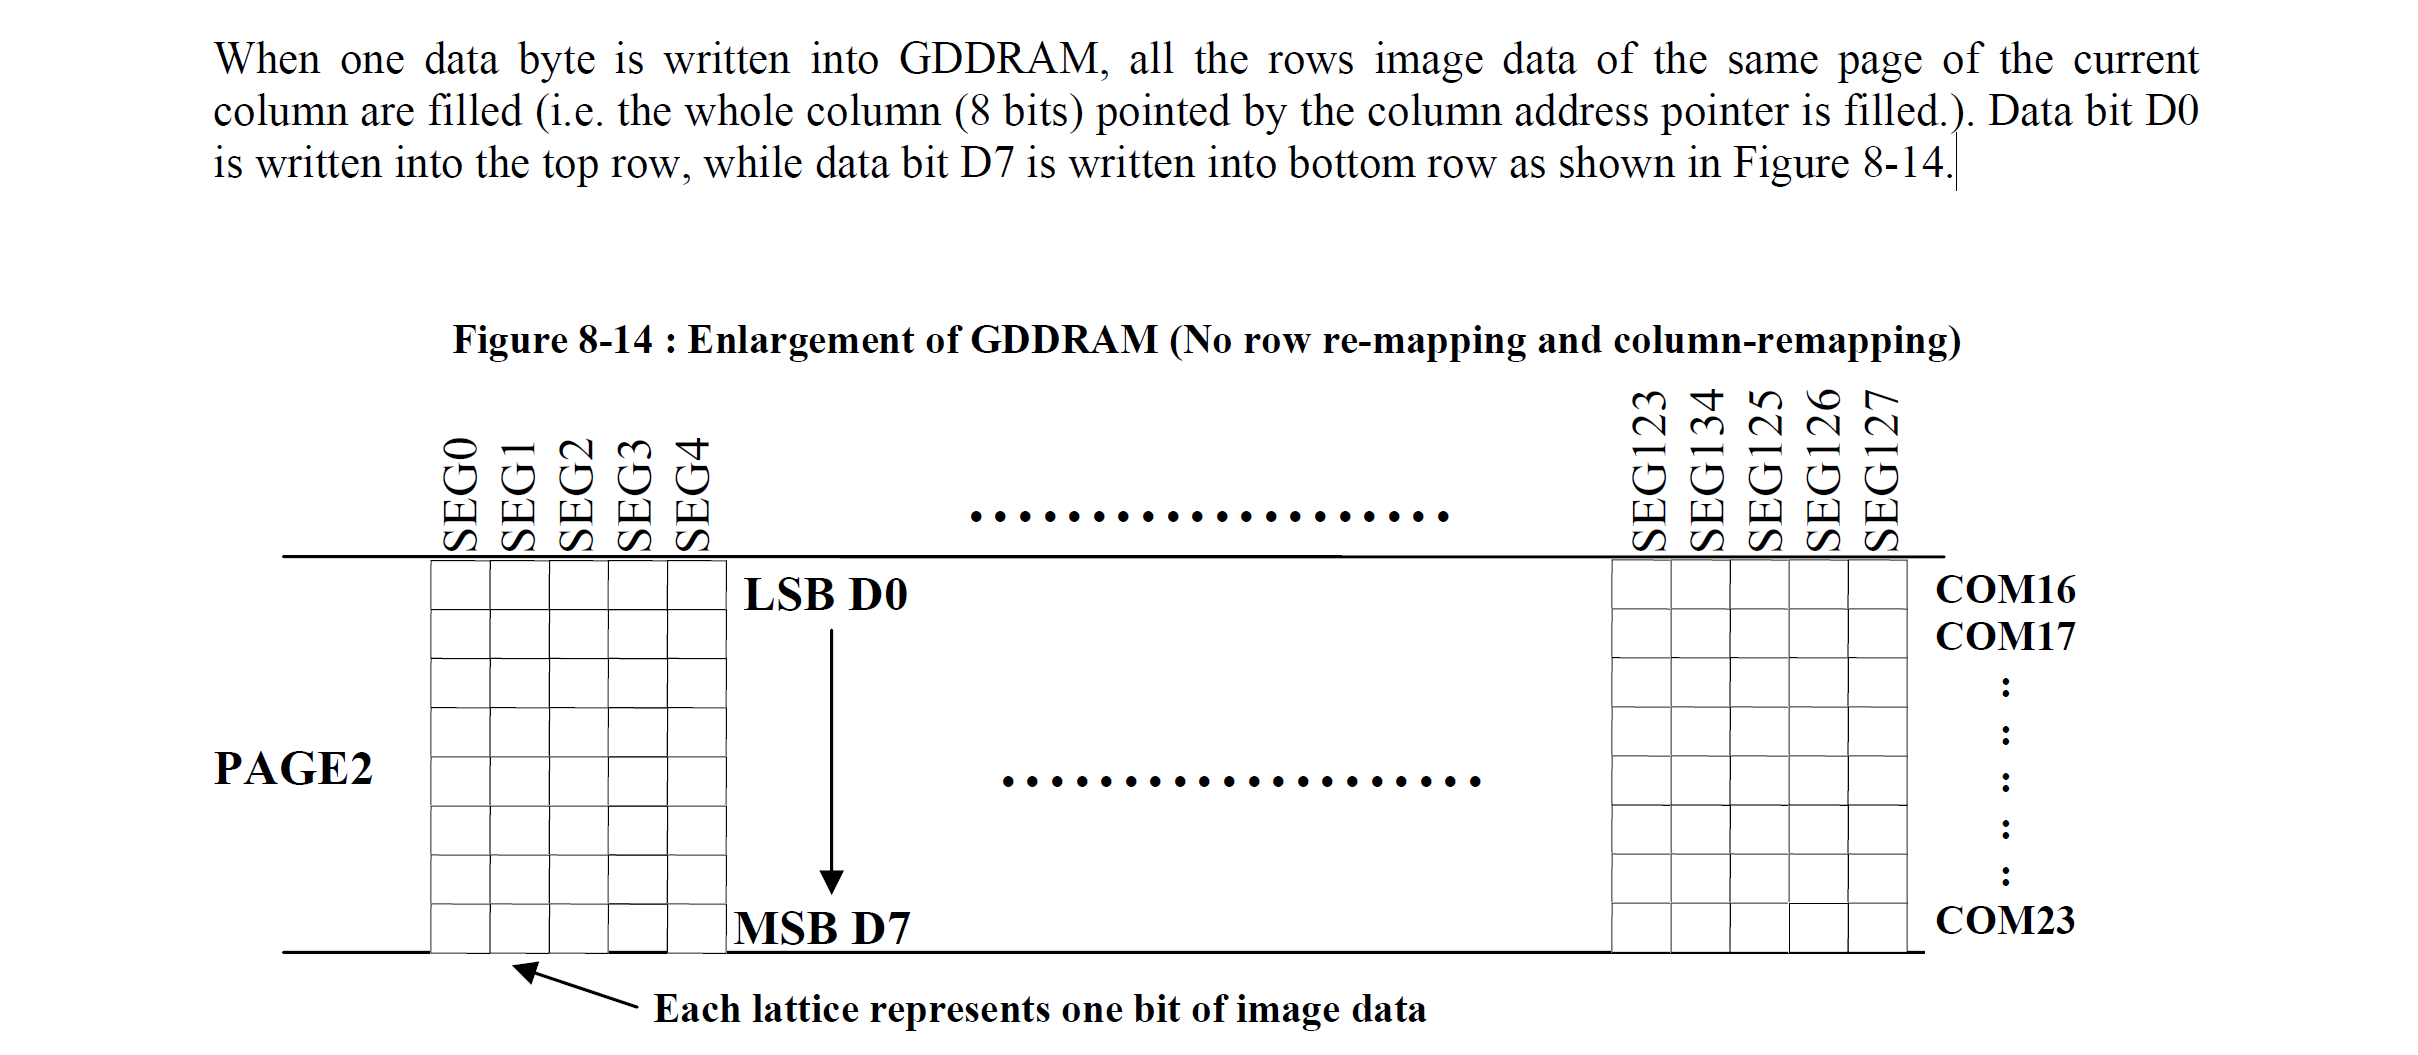 When one data byte is written into GDDRAM, all the rows image data of the same page of the current
column are filled (i.e. the whole column (8 bits) pointed by the column address pointer is filled.). Data bit D0
is written into the top row, while data bit D7 is written into bottom row as shown in Figure 8-14.
Figure 8-14 : Enlargement of GDDRAM (No row re-mapping and column-remapping)
SEG0
SEG1
SEG2
SEG3
SEG4
....................
SEG123
SEG134
SEG125
SEG126
SEG127
LSB D0
COM16
COM17
:
:
PAGE2
....................
:
:
:
MSB D7
COM23
Each lattice represents one bit of image data